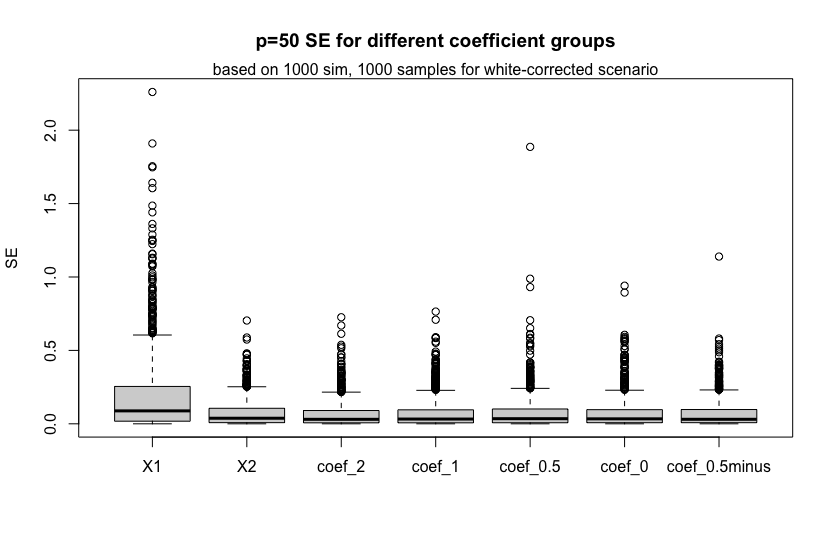 p=50 SE for different coefficient groups
based on 1000 sim, 1000 samples for white-corrected scenario
SE
2.0
1.5
1.0
0.5
0.0
X1 X2 coef_2 coef_1 coef_0.5 coef_0 coef_0.5minus